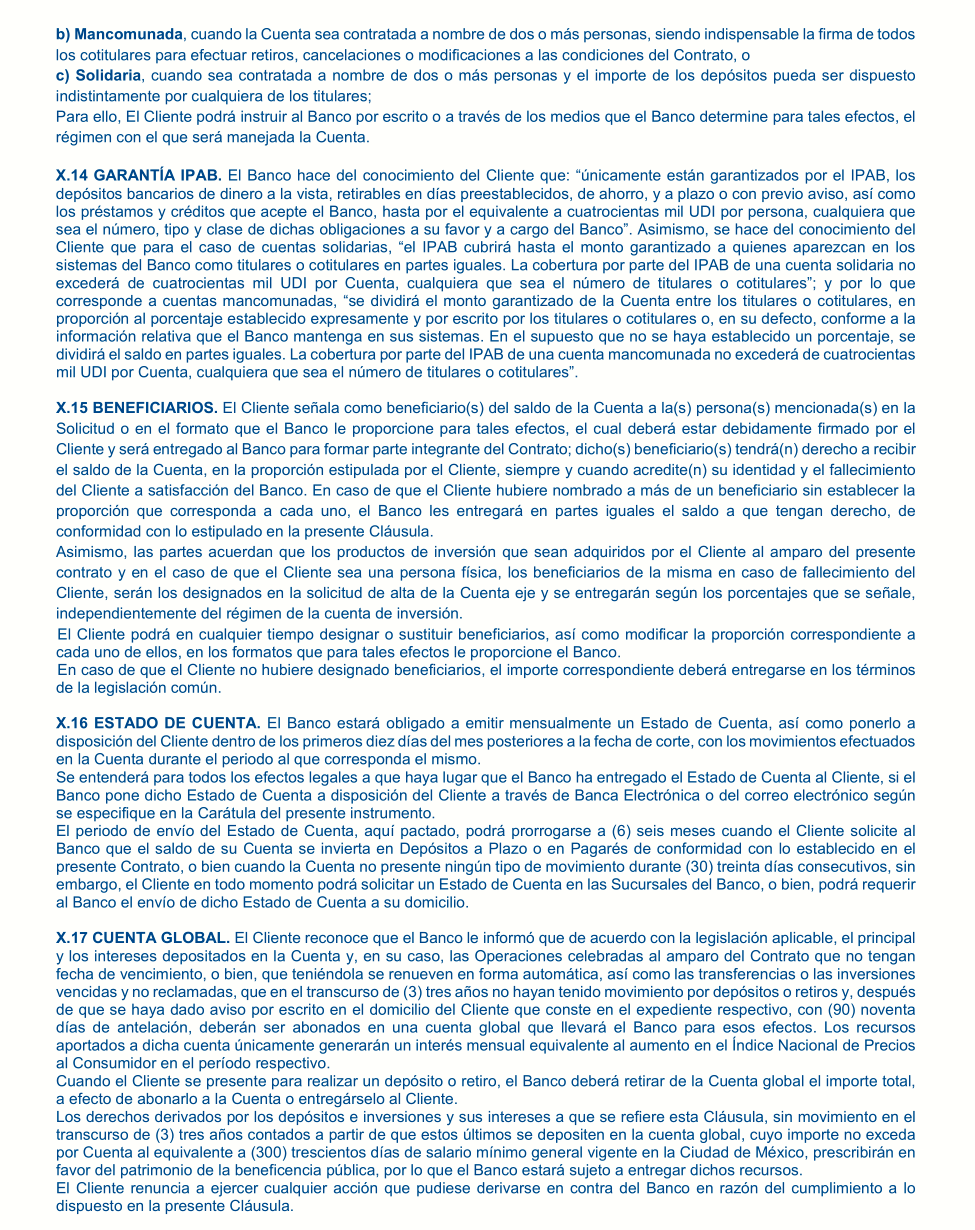 b) Mancomunada, cuando la Cuenta sea contratada a nombre de dos o más personas, siendo indispensable la firma de todos
los cotitulares para efectuar retiros, cancelaciones o modificaciones a las condiciones del Contrato, o
c) Solidaria, cuando sea contratada a nombre de dos o más personas y el importe de los depósitos pueda ser dispuesto
indistintamente por cualquiera de los titulares;
Para ello, El Cliente podrá instruir al Banco por escrito o a través de los medios que el Banco determine para tales efectos, el
régimen con el que será manejada la Cuenta.
X.14 GARANTÍA IPAB. El Banco hace del conocimiento del Cliente que: “únicamente están garantizados por el IPAB, los
depósitos bancarios de dinero a la vista, retirables en días preestablecidos, de ahorro, y a plazo o con previo aviso, así como
los préstamos y créditos que acepte el Banco, hasta por el equivalente a cuatrocientas mil UDI por persona, cualquiera que
sea el número, tipo y clase de dichas obligaciones a su favor y a cargo del Banco”. Asimismo, se hace del conocimiento del
Cliente que para el caso de cuentas solidarias, “el IPAB cubrirá hasta el monto garantizado a quienes aparezcan en los
sistemas del Banco como titulares o cotitulares en partes iguales. La cobertura por parte del IPAB de una cuenta solidaria no
excederá de cuatrocientas mil UDI por Cuenta, cualquiera que sea el número de titulares o cotitulares”; y por lo que
corresponde a cuentas mancomunadas, “se dividirá el monto garantizado de la Cuenta entre los titulares o cotitulares, en
proporción al porcentaje establecido expresamente y por escrito por los titulares o cotitulares o, en su defecto, conforme a la
información relativa que el Banco mantenga en sus sistemas. En el supuesto que no se haya establecido un porcentaje, se
dividirá el saldo en partes iguales. La cobertura por parte del IPAB de una cuenta mancomunada no excederá de cuatrocientas
mil UDI por Cuenta, cualquiera que sea el número de titulares o cotitulares”.
X.15 BENEFICIARIOS. El Cliente señala como beneficiario(s) del saldo de la Cuenta a la(s) persona(s) mencionada(s) en la
Solicitud o en el formato que el Banco le proporcione para tales efectos, el cual deberá estar debidamente firmado por el
Cliente y será entregado al Banco para formar parte integrante del Contrato; dicho(s) beneficiario(s) tendrá(n) derecho a recibir
el saldo de la Cuenta, en la proporción estipulada por el Cliente, siempre y cuando acredite(n) su identidad y el fallecimiento
del Cliente a satisfacción del Banco. En caso de que el Cliente hubiere nombrado a más de un beneficiario sin establecer la
proporción que corresponda a cada uno, el Banco les entregará en partes iguales el saldo a que tengan derecho, de
conformidad con lo estipulado en la presente Cláusula.
Asimismo, las partes acuerdan que los productos de inversión que sean adquiridos por el Cliente al amparo del presente
contrato y en el caso de que el Cliente sea una persona física, los beneficiarios de la misma en caso de fallecimiento del
Cliente, serán los designados en la solicitud de alta de la Cuenta eje y se entregarán según los porcentajes que se señale,
independientemente del régimen de la cuenta de inversión.
El Cliente podrá en cualquier tiempo designar o sustituir beneficiarios, así como modificar la proporción correspondiente a
cada uno de ellos, en los formatos que para tales efectos le proporcione el Banco.
En caso de que el Cliente no hubiere designado beneficiarios, el importe correspondiente deberá entregarse en los términos
de la legislación común.
X.16 ESTADO DE CUENTA. El Banco estará obligado a emitir mensualmente un Estado de Cuenta, así como ponerlo a
disposición del Cliente dentro de los primeros diez días del mes posteriores a la fecha de corte, con los movimientos efectuados
en la Cuenta durante el periodo al que corresponda el mismo.
Se entenderá para todos los efectos legales a que haya lugar que el Banco ha entregado el Estado de Cuenta al Cliente, si el
Banco pone dicho Estado de Cuenta a disposición del Cliente a través de Banca Electrónica o del correo electrónico según
se especifique en la Carátula del presente instrumento.
El periodo de envío del Estado de Cuenta, aquí pactado, podrá prorrogarse a (6) seis meses cuando el Cliente solicite al
Banco que el saldo de su Cuenta se invierta en Depósitos a Plazo o en Pagarés de conformidad con lo establecido en el
presente Contrato, o bien cuando la Cuenta no presente ningún tipo de movimiento durante (30) treinta días consecutivos, sin
embargo, el Cliente en todo momento podrá solicitar un Estado de Cuenta en las Sucursales del Banco, o bien, podrá requerir
al Banco el envío de dicho Estado de Cuenta a su domicilio.
X.17 CUENTA GLOBAL. El Cliente reconoce que el Banco le informó que de acuerdo con la legislación aplicable, el principal
y los intereses depositados en la Cuenta y, en su caso, las Operaciones celebradas al amparo del Contrato que no tengan
fecha de vencimiento, o bien, que teniéndola se renueven en forma automática, así como las transferencias o las inversiones
vencidas y no reclamadas, que en el transcurso de (3) tres años no hayan tenido movimiento por depósitos o retiros y, después
de que se haya dado aviso por escrito en el domicilio del Cliente que conste en el expediente respectivo, con (90) noventa
días de antelación, deberán ser abonados en una cuenta global que llevará el Banco para esos efectos. Los recursos
aportados a dicha cuenta únicamente generarán un interés mensual equivalente al aumento en el Índice Nacional de Precios
al Consumidor en el período respectivo.
Cuando el Cliente se presente para realizar un depósito o retiro, el Banco deberá retirar de la Cuenta global el importe total,
a efecto de abonarlo a la Cuenta o entregárselo al Cliente.
Los derechos derivados por los depósitos e inversiones y sus intereses a que se refiere esta Cláusula, sin movimiento en el
transcurso de (3) tres años contados a partir de que estos últimos se depositen en la cuenta global, cuyo importe no exceda
por Cuenta al equivalente a (300) trescientos días de salario mínimo general vigente en la Ciudad de México, prescribirán en
favor del patrimonio de la beneficencia pública, por lo que el Banco estará sujeto a entregar dichos recursos.
El Cliente renuncia a ejercer cualquier acción que pudiese derivarse en contra del Banco en razón del cumplimiento a lo
dispuesto en la presente Cláusula.